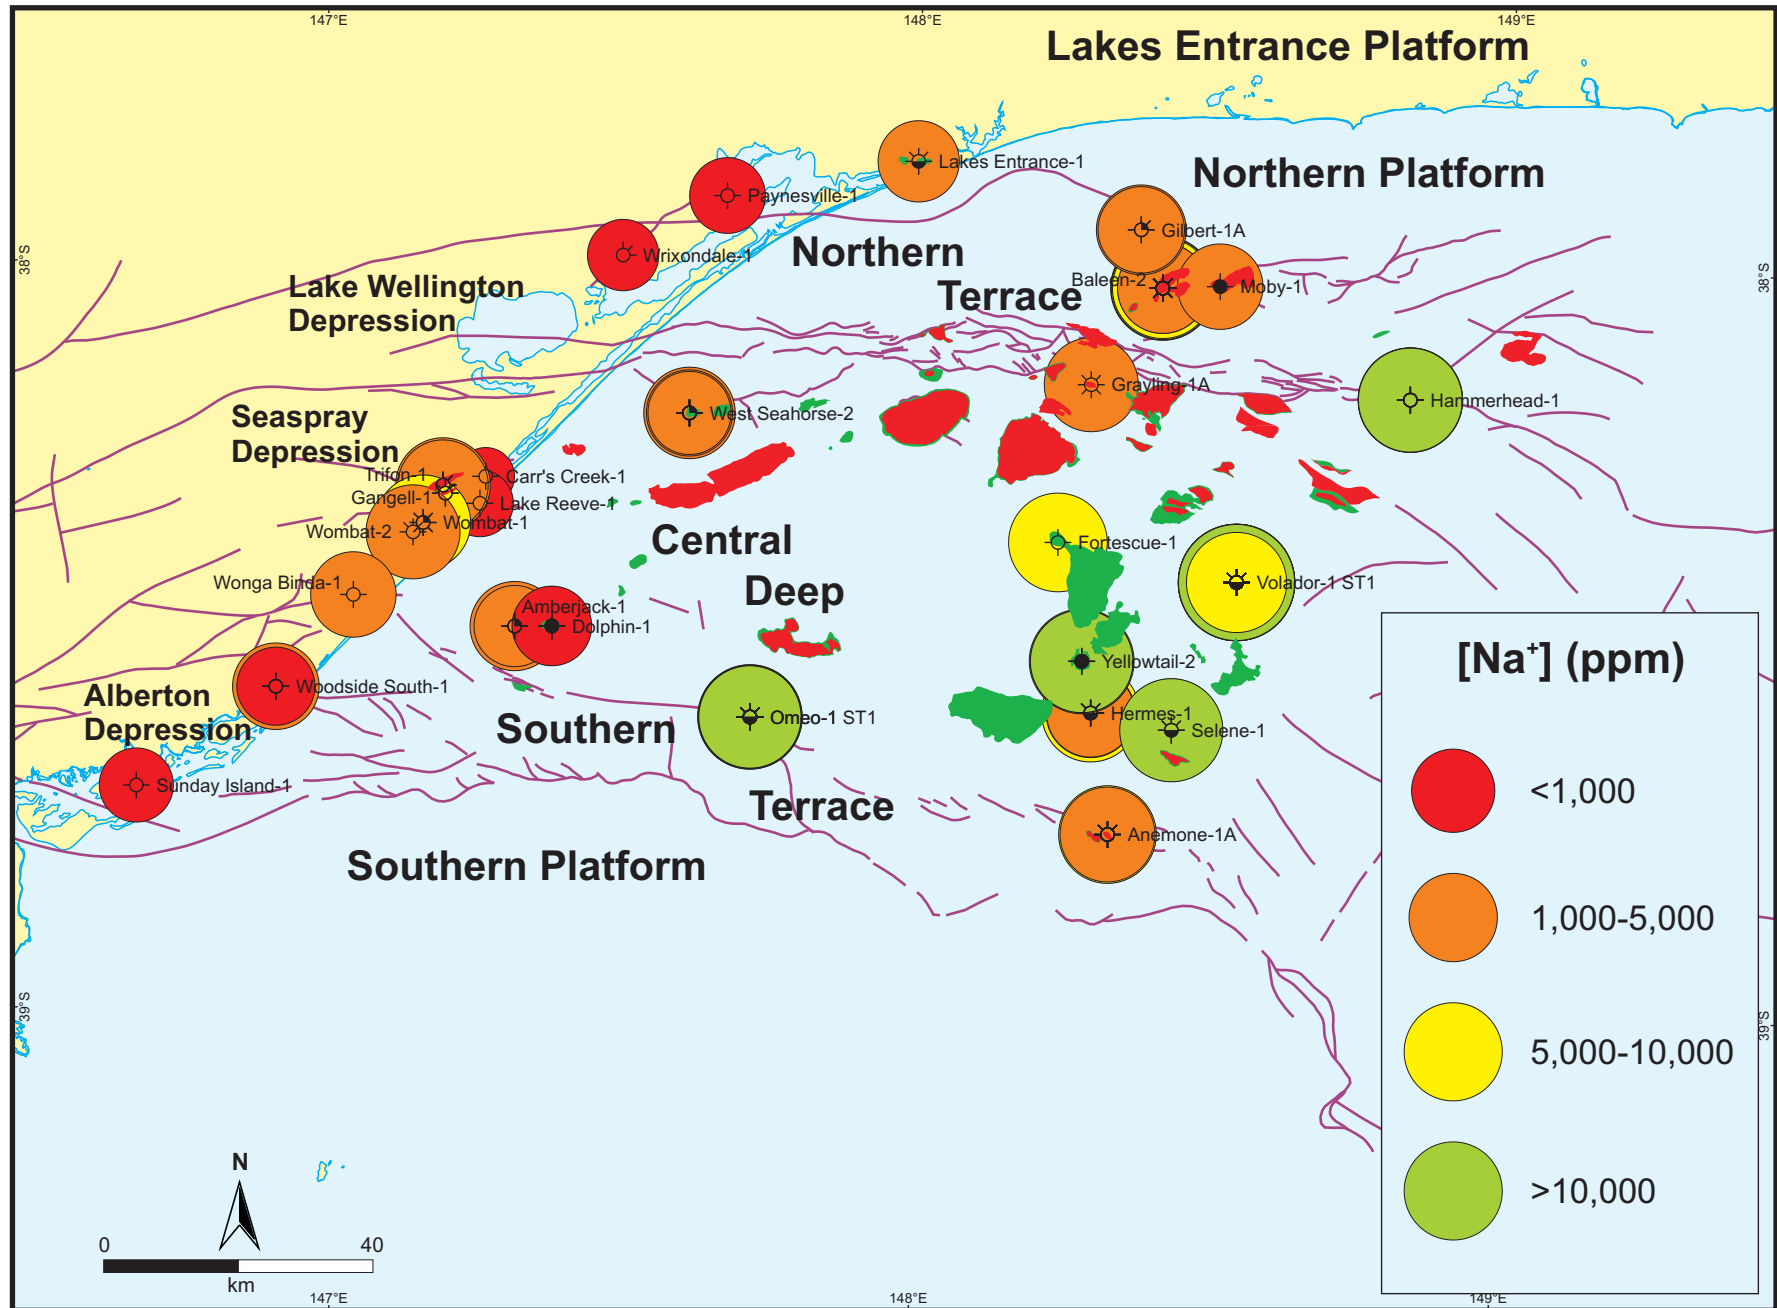 147°E
148°E
149°E
Lakes Entrance Platform
Lakes Entrance-1
Northern Platform
Paynesville-1
Gilbert-1A
38°S
38°S
Wrixondale-1
Northern
Terrace
Baleen-2
Moby-1
Lake Wellington
Depression
Grayling-1A
Hammerhead-1
West Seahorse-2
Seaspray
Depression
Trifon-1
Carr's Creek-1
Gangell-1
Lake Reeve-1
Wombat-1
Wombat-2
Central
Deep
Fortescue-1
Volador-1 ST1
Wonga Binda-1
Amberjack-1
Dolphin-1
Yellowtail-2
Woodside South-1
Alberton
Depression
Southern
Terrace
Omeo-1 ST1
Hermes-1
Selene-1
Sunday Island-1
Anemone-1A
Southern Platform
[Na+] (ppm)
<1,000
1,000-5,000
5,000-10,000
>10,000
39°S
39°S
N
0
40
km
147°E
148°E
149°E